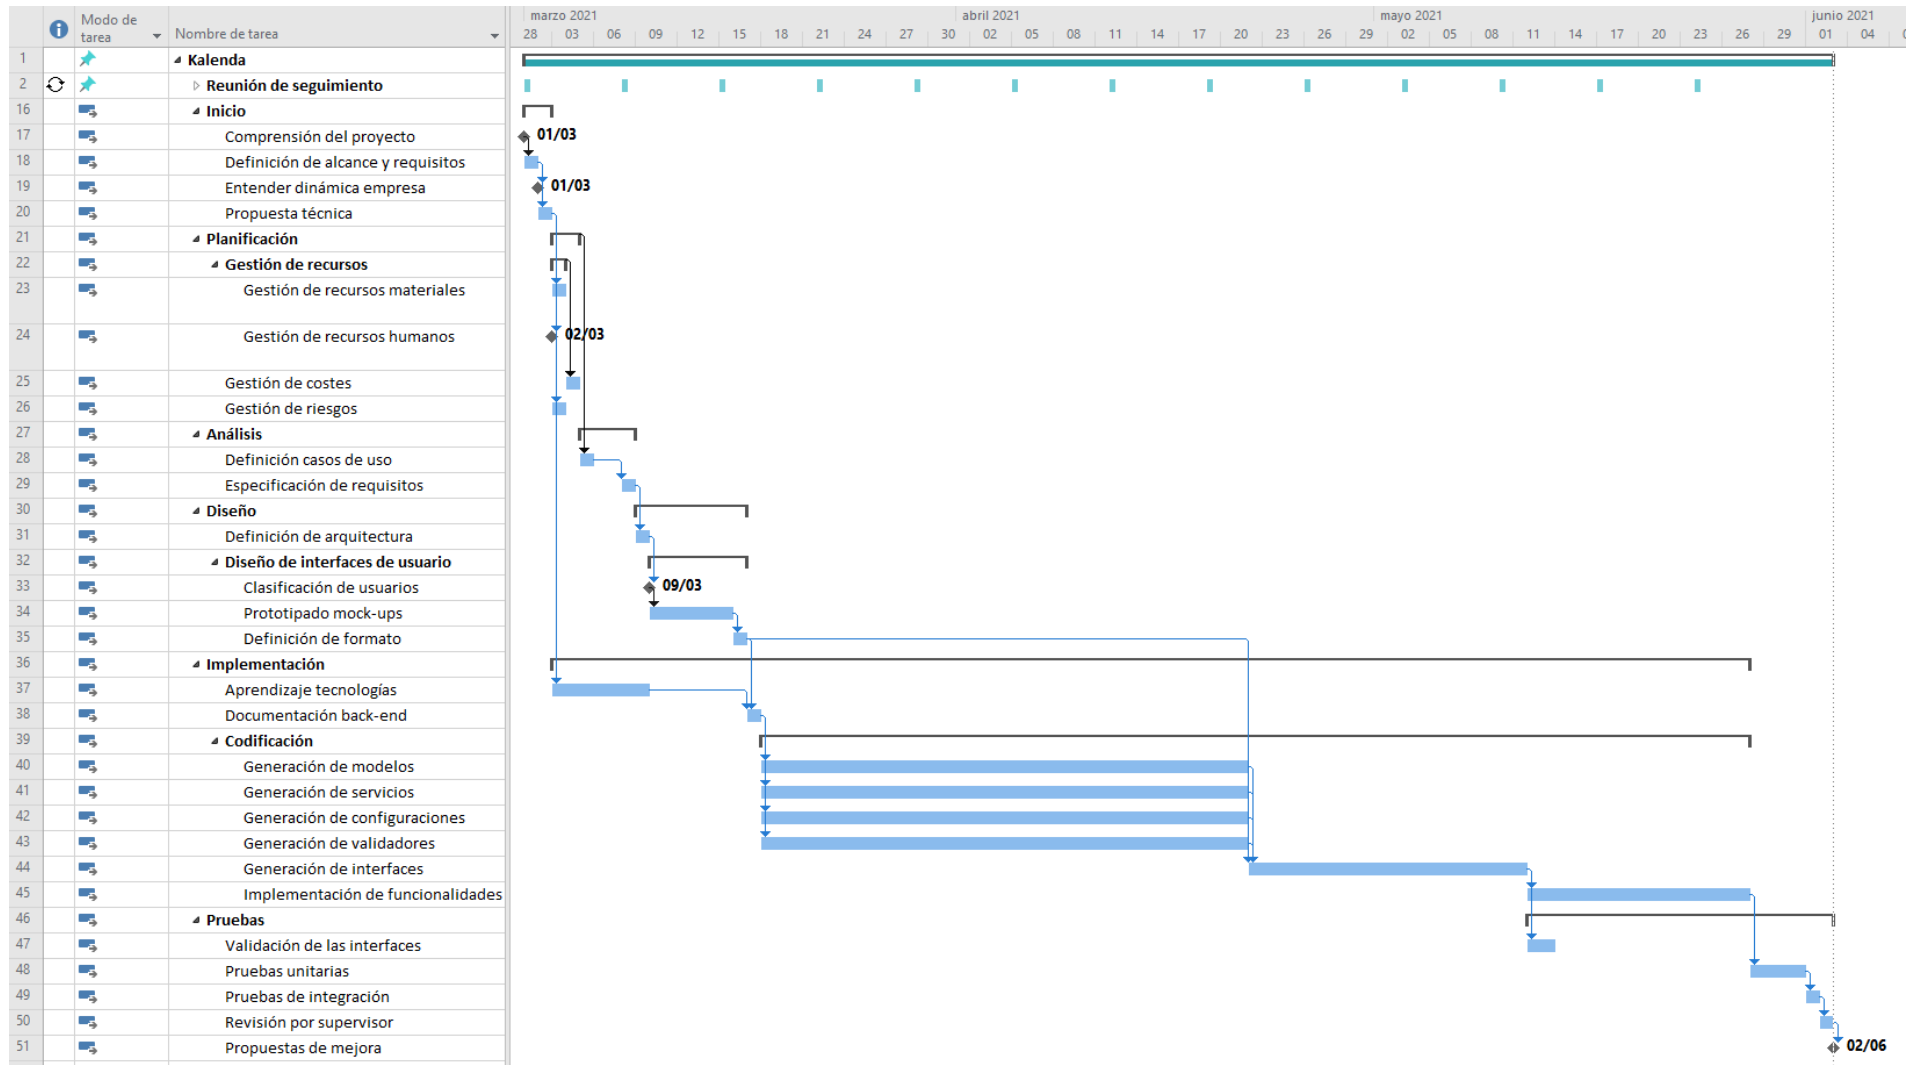 marzo 2021 abril 2021 mayo 2021 junio 2021
Modo de tarea Nombre de tarea 28 03 06 09 12 15 18 21 24 27 30 02 05 08 11 14 17 20 23 26 29 02 05 08 11 14 17 20 23 26 29 01 04
1 Kalenda
2 Reunión de seguimiento
16 Inicio
17 Comprensión del proyecto 01/03
18 Definición de alcance y requisitos
19 Entender dinámica empresa 01/03
20 Propuesta técnica
21 Planificación
22 Gestión de recursos
23 Gestión de recursos materiales
24 Gestión de recursos humanos 02/03
25 Gestión de costes
26 Gestión de riesgos
27 Análisis
28 Definición casos de uso
29 Especificación de requisitos
30 Diseño
31 Definición de arquitectura
32 Diseño de interfaces de usuario
33 Clasificación de usuarios 09/03
34 Prototipado mock-ups
35 Definición de formato
36 Implementación
37 Aprendizaje tecnologías
38 Documentación back-end
39 Codificación
40 Generación de modelos
41 Generación de servicios
42 Generación de configuraciones
43 Generación de validadores
44 Generación de interfaces
45 Implementación de funcionalidades
46 Pruebas
47 Validación de las interfaces
48 Pruebas unitarias
49 Pruebas de integración
50 Revisión por supervisor
51 Propuestas de mejora 02/06